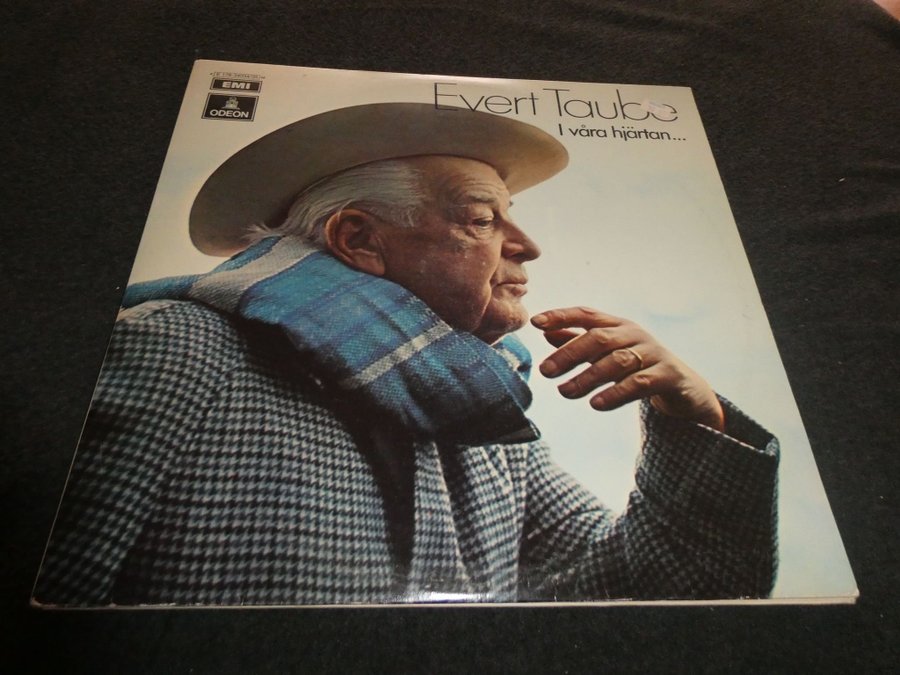 EMI
ODEON
Evert Taube
I våra hjärtan...